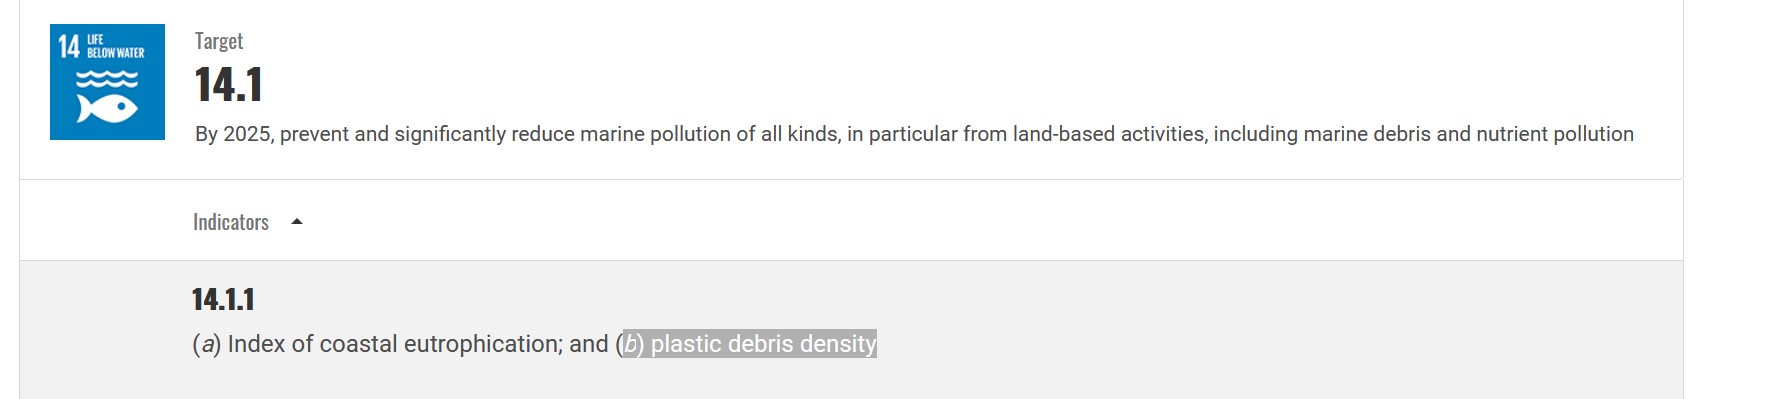 14 LIFE
BELOW WATER
Target
14.1
By 2025, prevent and significantly reduce marine pollution of all kinds, in particular from land-based activities, including marine debris and nutrient pollution
Indicators
14.1.1
(a) Index of coastal eutrophication; and (b) plastic debris density